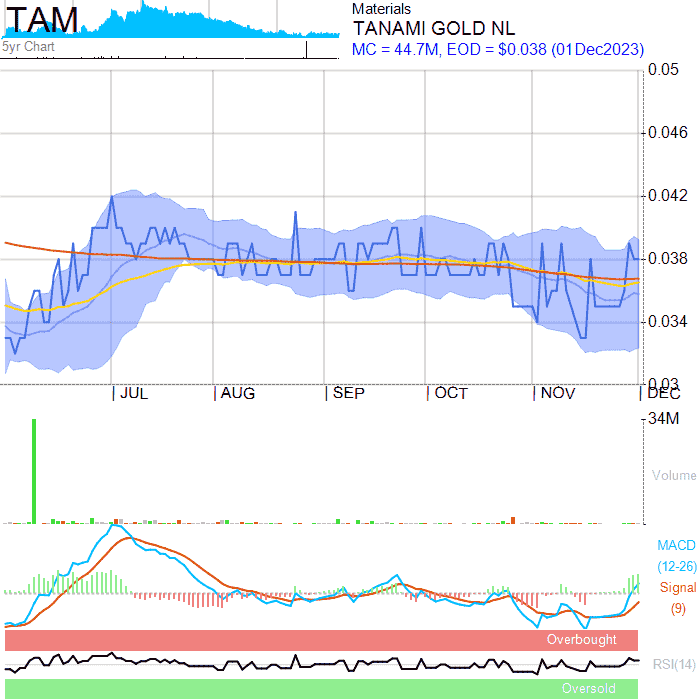 TAM
5yr Chart
Materials
TANAMI GOLD NL
MC = 44.7M, EOD = $0.038 (01Dec2023)
0.05
0.046
0.042
0.038
0.034
0.03
JUL AUG SEP OCT NOV DEC
34M
Volume
MACD
(12-26)
Signal
(9)
Overbought
RSI(14)
Oversold